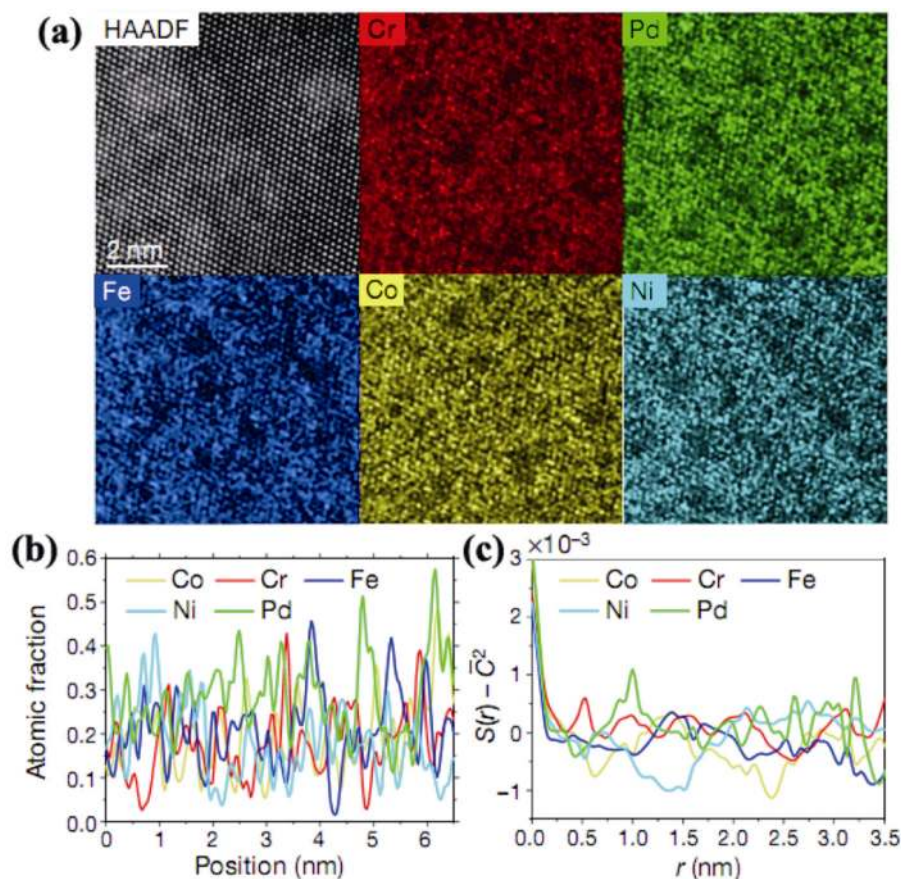 (a) HAADF Cr Pd
2 nm
Fe Co Ni
(b)
0.6
0.5
0.4
0.3
0.2
0.1
0.0
Atomic fraction
Co Cr Fe
Ni Pd
0 1 2 3 4 5 6
Position (nm)
(c)
×10⁻³
3
2
1
0
–1
S(r) – C̄²
Co Cr Fe
Ni Pd
0.0 0.5 1.0 1.5 2.0 2.5 3.0 3.5
r (nm)